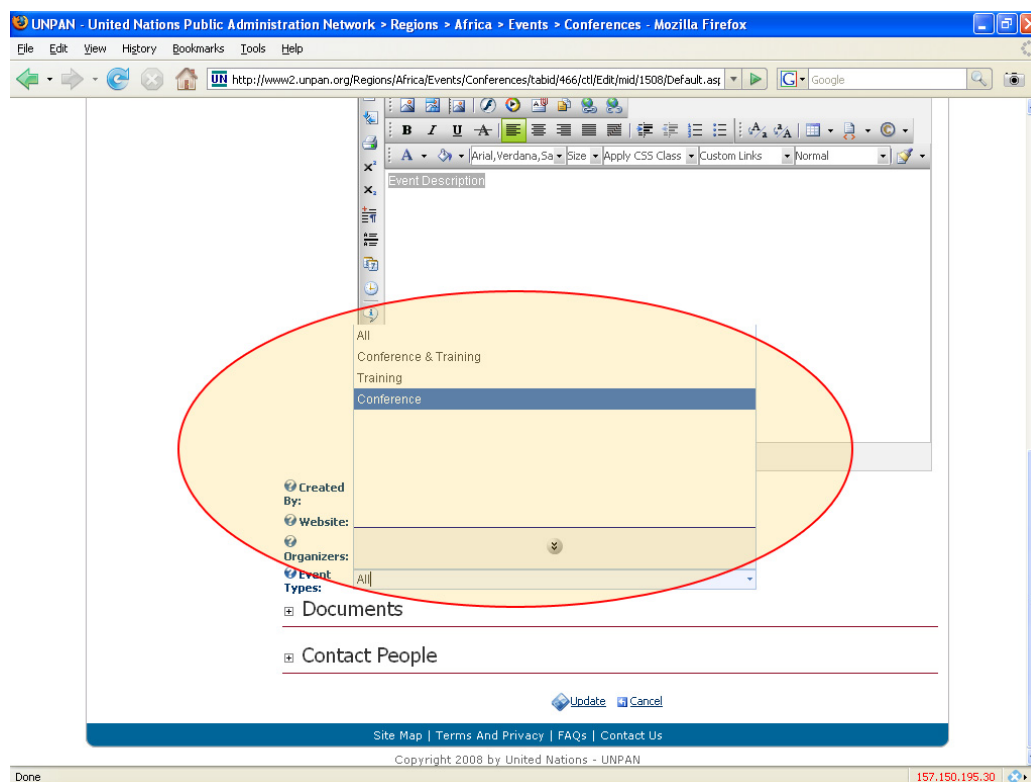 UNPAN - United Nations Public Administration Network > Regions > Africa > Events > Conferences - Mozilla Firefox
File Edit View History Bookmarks Tools Help
UN http://www2.unpan.org/Regions/Africa/Events/Conferences/tabid/466/ctl/Edit/mid/1508/Default.asp G Google
B I U A
A Arial,Verdana,Sa Size Apply CSS Class Custom Links Normal
Event Description
All
Conference & Training
Training
Conference
Created
By:
Website:
Organizers:
Event
Types:
All
Documents
Contact People
Update Cancel
Site Map | Terms And Privacy | FAQs | Contact Us
Copyright 2008 by United Nations - UNPAN
Done 157.150.195.30